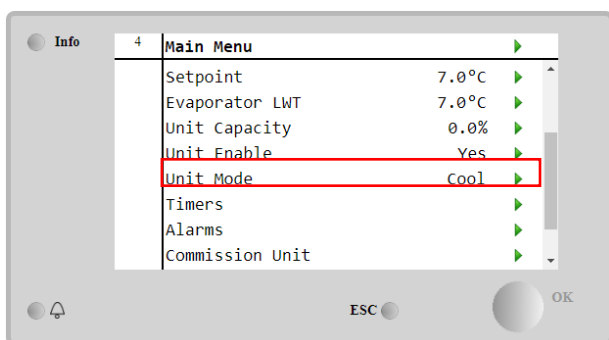 Info
4 Main Menu
Setpoint 7.0°C
Evaporator LWT 7.0°C
Unit Capacity 0.0%
Unit Enable Yes
Unit Mode Cool
Timers
Alarms
Commission Unit
ESC
OK